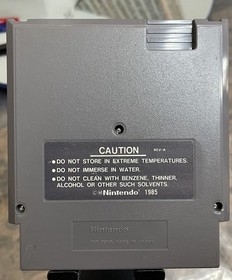 CAUTION REV-A
• DO NOT STORE IN EXTREME TEMPERATURES.
• DO NOT IMMERSE IN WATER.
• DO NOT CLEAN WITH BENZENE, THINNER,
ALCOHOL OR OTHER SUCH SOLVENTS.
©Nintendo 1985
Nintendo